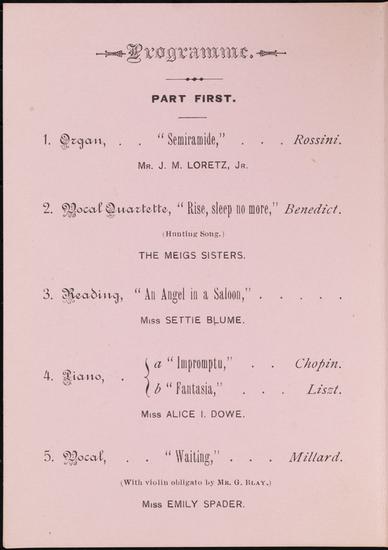 Programme.
PART FIRST.
1. Organ, . . "Semiramide," . . . Rossini.
MR. J. M. LORETZ, JR.
2. Vocal Quartette, "Rise, sleep no more," Benedict.
(Hunting Song.)
THE MEIGS SISTERS.
3. Reading, "An Angel in a Saloon," . . . . .
MISS SETTIE BLUME.
4. Piano, . { a "Impromptu," . . Chopin.
b "Fantasia," . . . Liszt.
MISS ALICE I. DOWE.
5. Vocal, . . "Waiting," . . . Millard.
(With violin obligato by MR. G. BLAY.)
MISS EMILY SPADER.